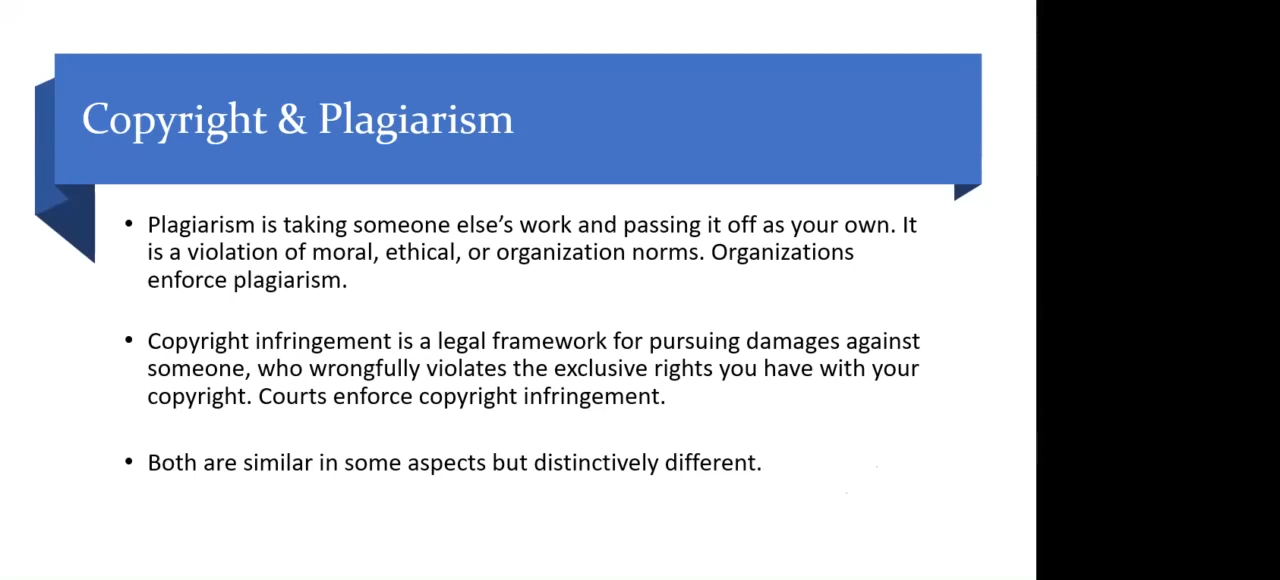 Copyright & Plagiarism
• Plagiarism is taking someone else’s work and passing it off as your own. It
is a violation of moral, ethical, or organization norms. Organizations
enforce plagiarism.
• Copyright infringement is a legal framework for pursuing damages against
someone, who wrongfully violates the exclusive rights you have with your
copyright. Courts enforce copyright infringement.
• Both are similar in some aspects but distinctively different.